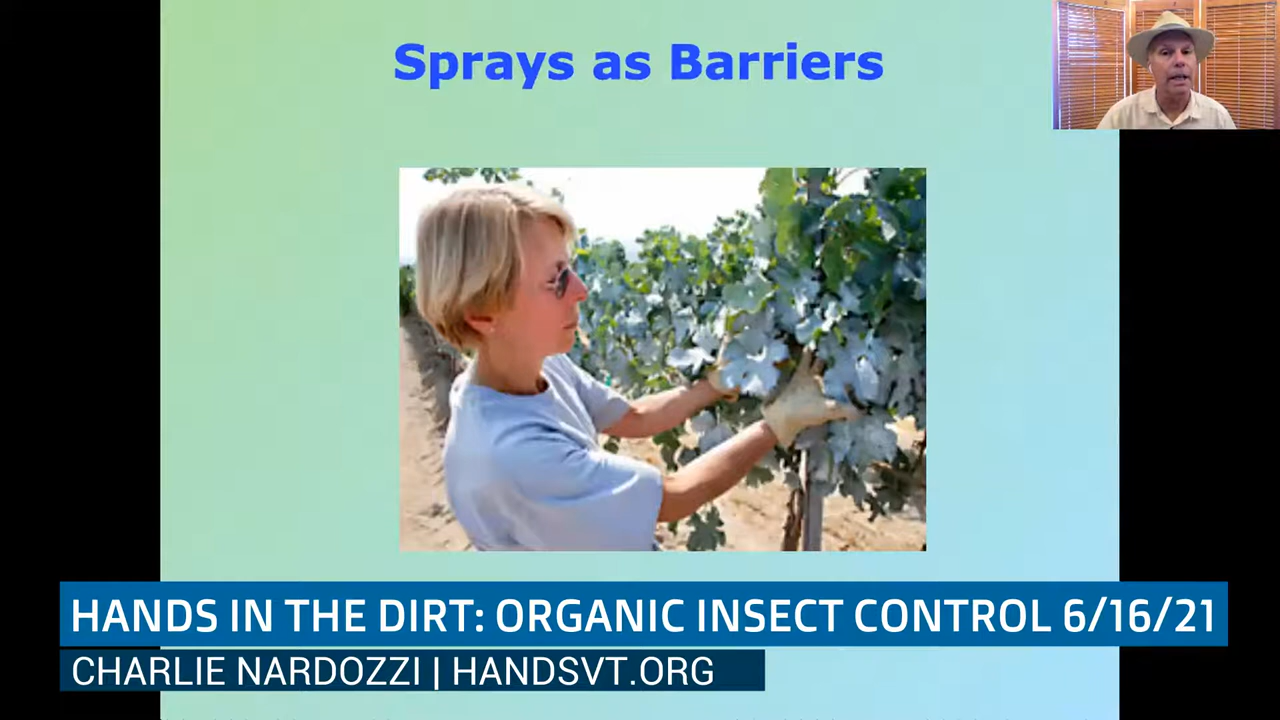 Sprays as Barriers
HANDS IN THE DIRT: ORGANIC INSECT CONTROL 6/16/21
CHARLIE NARDOZZI | HANDSVT.ORG